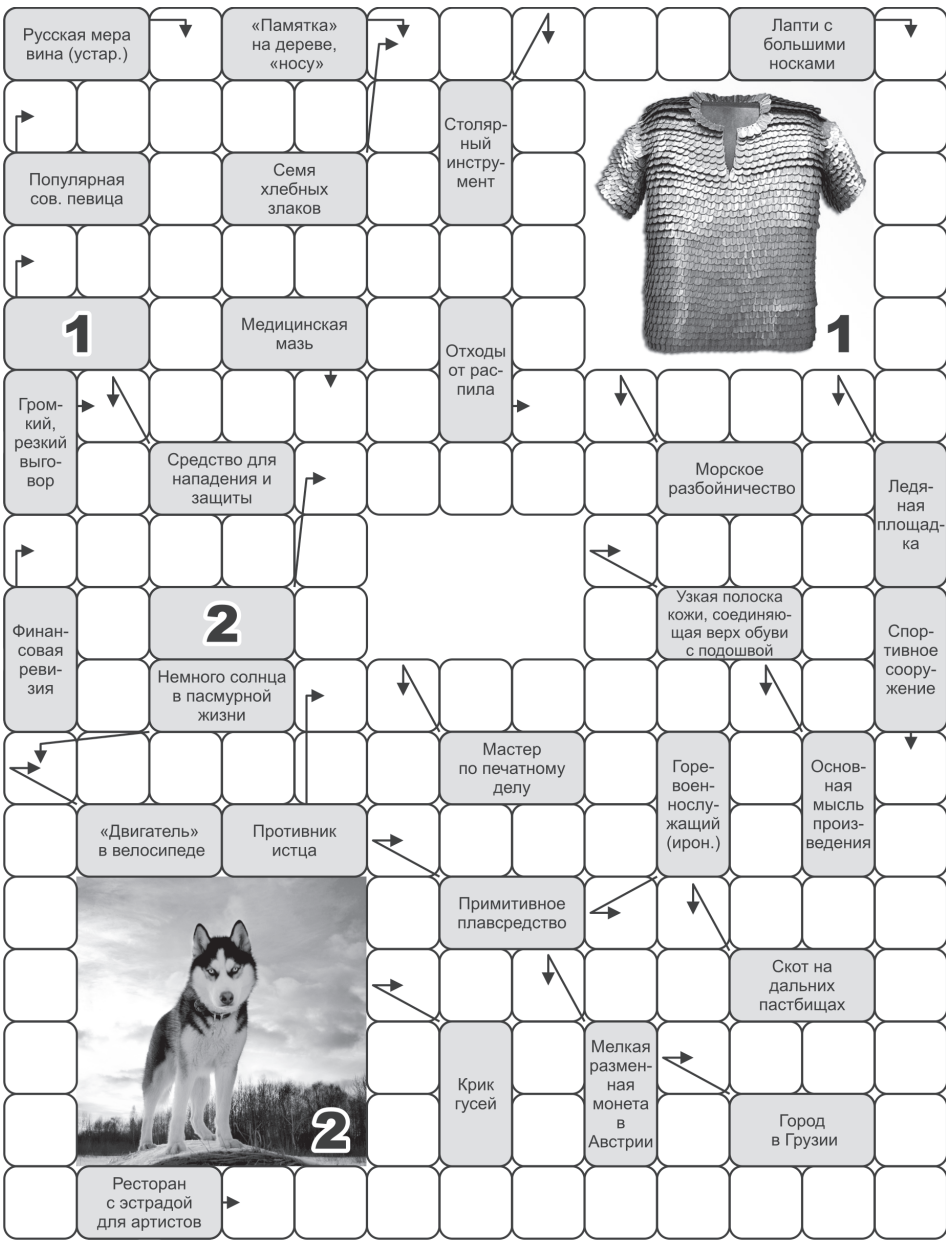 Русская мера
вина (устар.)
«Памятка»
на дереве,
«носу»
Лапти с
большими
носками
Столяр-
ный
инстру-
мент
Популярная
сов. певица
Семя
хлебных
злаков
1
Медицинская
мазь
Отходы
от рас-
пила
1
Гром-
кий,
резкий
выго-
вор
Средство для
нападения и
защиты
Морское
разбойничество
Ледя-
ная
площад-
ка
Финан-
совая
реви-
зия
2
Узкая полоска
кожи, соединяю-
щая верх обуви
с подошвой
Спор-
тивное
соору-
жение
Немного солнца
в пасмурной
жизни
Мастер
по печатному
делу
Горе-
воен-
нослу-
жащий
(ирон.)
Основ-
ная
мысль
произ-
ведения
«Двигатель»
в велосипеде
Противник
истца
Примитивное
плавсредство
Скот на
дальних
пастбищах
Крик
гусей
Мелкая
размен-
ная
монета
в
Австрии
2
Город
в Грузии
Ресторан
с эстрадой
для артистов